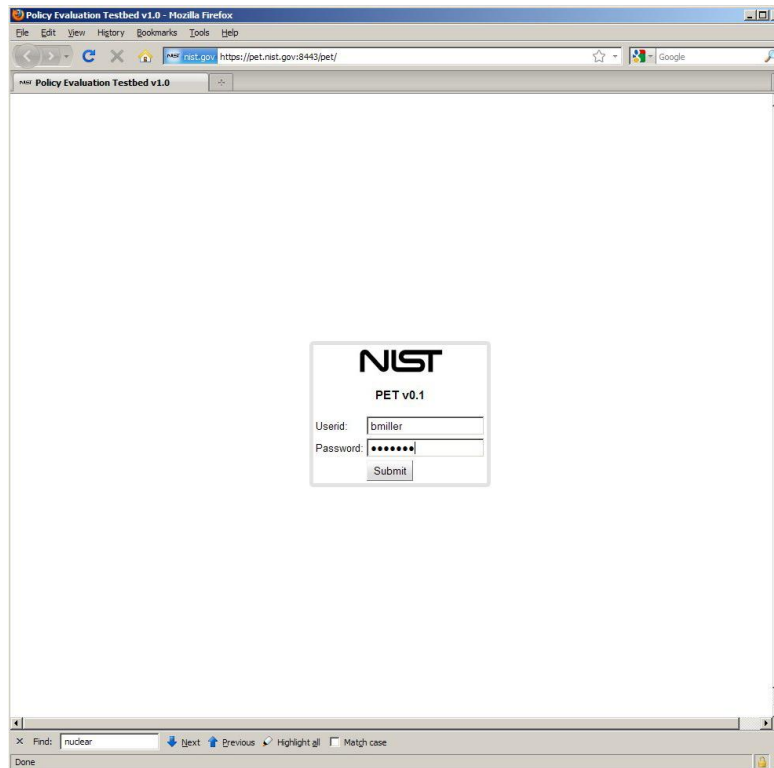 Policy Evaluation Testbed v1.0 - Mozilla Firefox
File Edit View History Bookmarks Tools Help
NIST nist.gov https://pet.nist.gov:8443/pet/ Google
NIST Policy Evaluation Testbed v1.0
NIST
PET v0.1
Userid: bmiller
Password: •••••••
Submit
× Find: nuclear Next Previous Highlight all Match case
Done